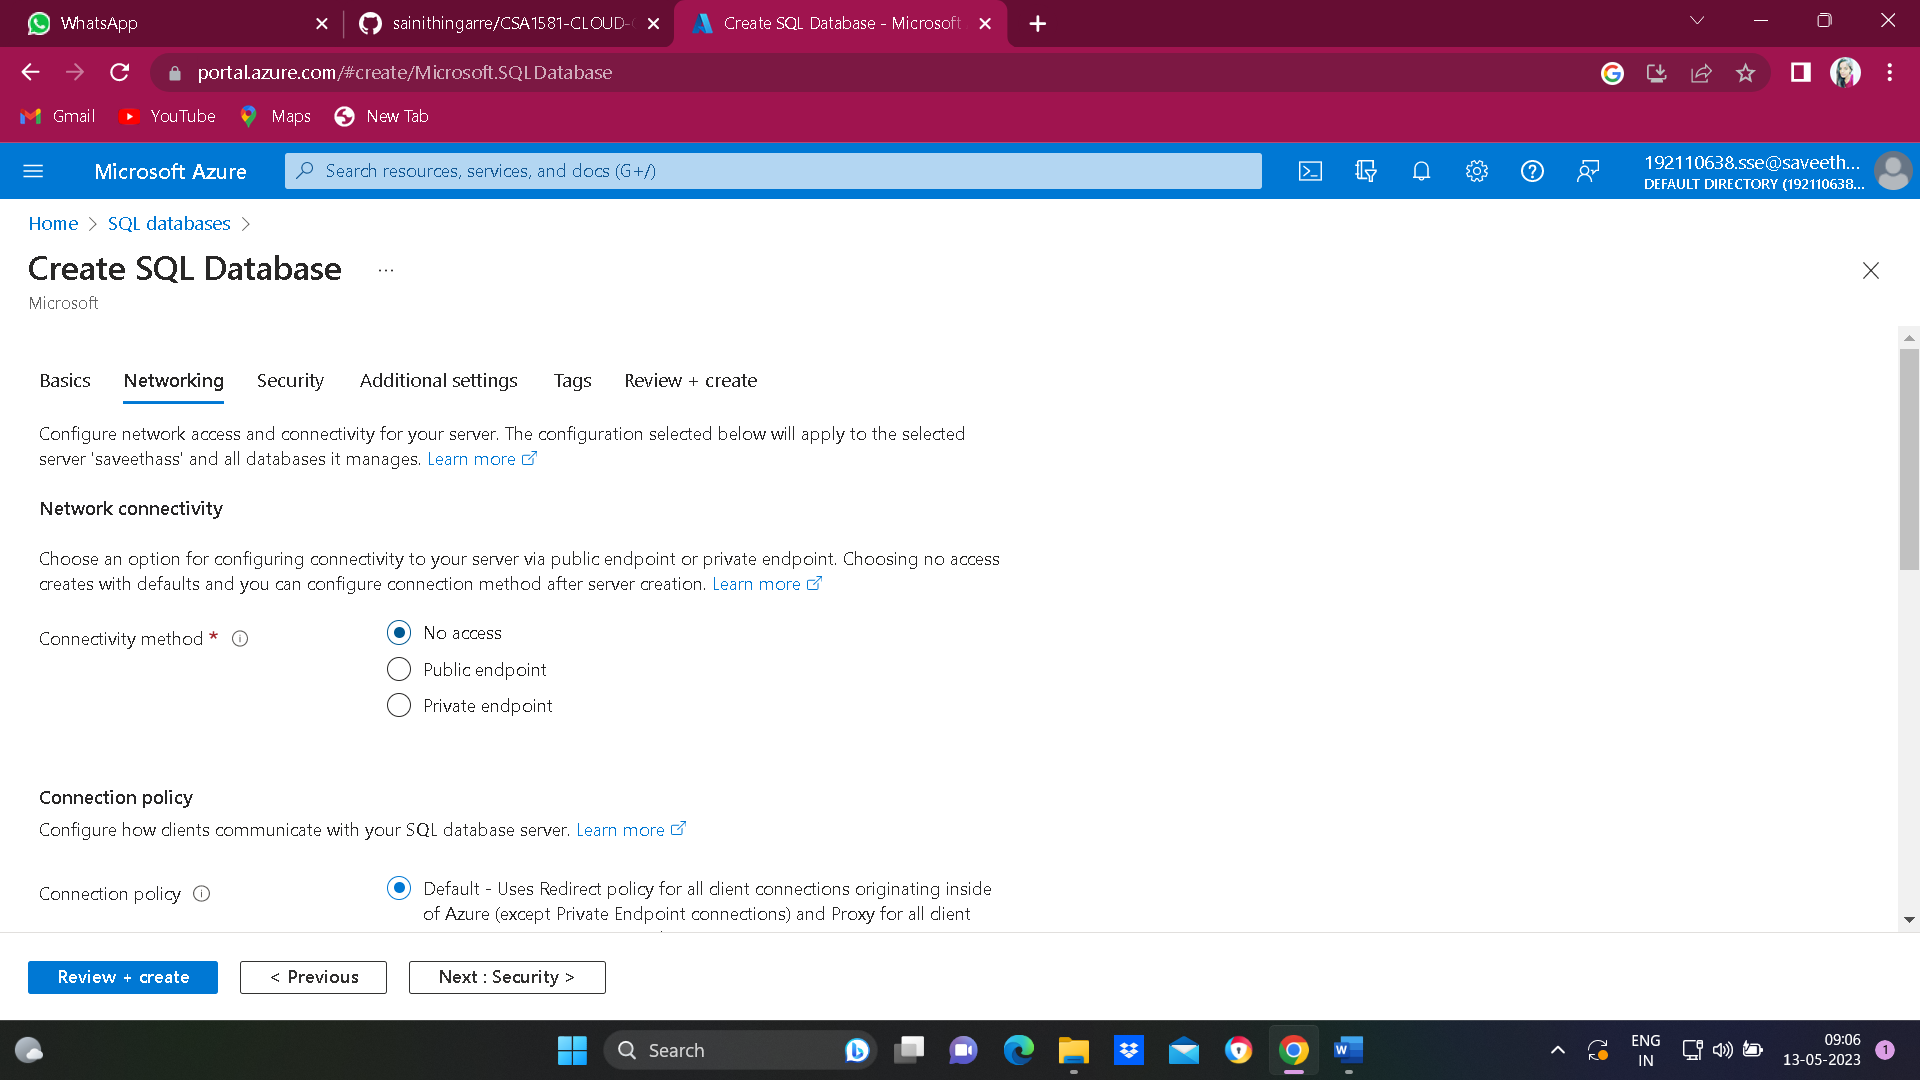 WhatsApp
sainithingarre/CSA1581-CLOUD-
Create SQL Database - Microsoft
portal.azure.com/#create/Microsoft.SQLDatabase
Gmail
YouTube
Maps
New Tab
Microsoft Azure
Search resources, services, and docs (G+/)
192110638.sse@saveeth...
DEFAULT DIRECTORY (192110638...
Home > SQL databases >
Create SQL Database ...
Microsoft
Basics Networking Security Additional settings Tags Review + create
Configure network access and connectivity for your server. The configuration selected below will apply to the selected
server 'saveethass' and all databases it manages. Learn more
Network connectivity
Choose an option for configuring connectivity to your server via public endpoint or private endpoint. Choosing no access
creates with defaults and you can configure connection method after server creation. Learn more
Connectivity method *
No access
Public endpoint
Private endpoint
Connection policy
Configure how clients communicate with your SQL database server. Learn more
Connection policy
Default - Uses Redirect policy for all client connections originating inside
of Azure (except Private Endpoint connections) and Proxy for all client
Review + create
< Previous
Next : Security >
Search
ENG
IN
09:06
13-05-2023
1